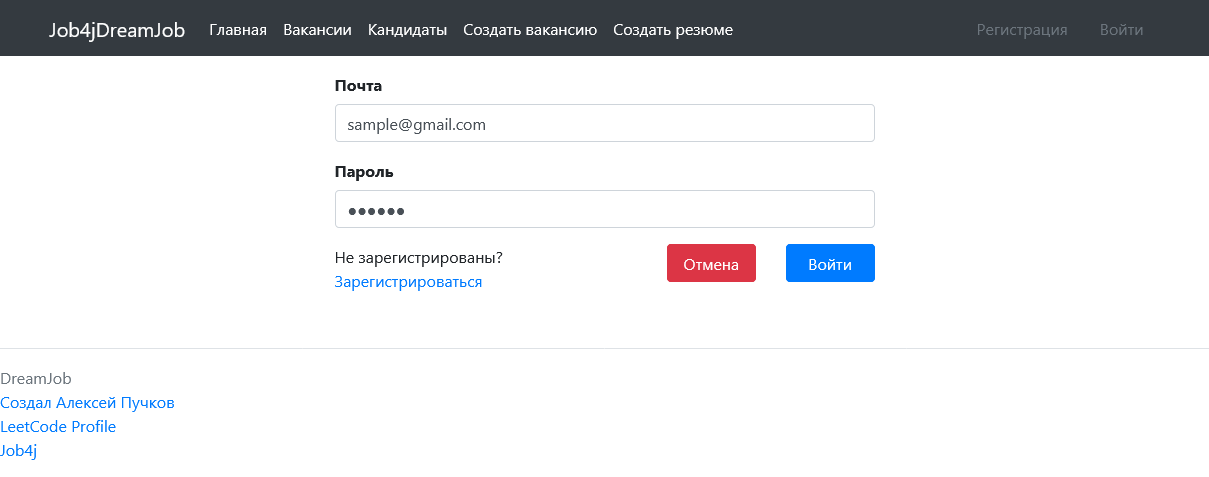 Job4jDreamJob Главная Вакансии Кандидаты Создать вакансию Создать резюме Регистрация Войти
Почта
sample@gmail.com
Пароль
●●●●●●
Не зарегистрированы?
Зарегистрироваться
Отмена Войти
DreamJob
Создал Алексей Пучков
LeetCode Profile
Job4j